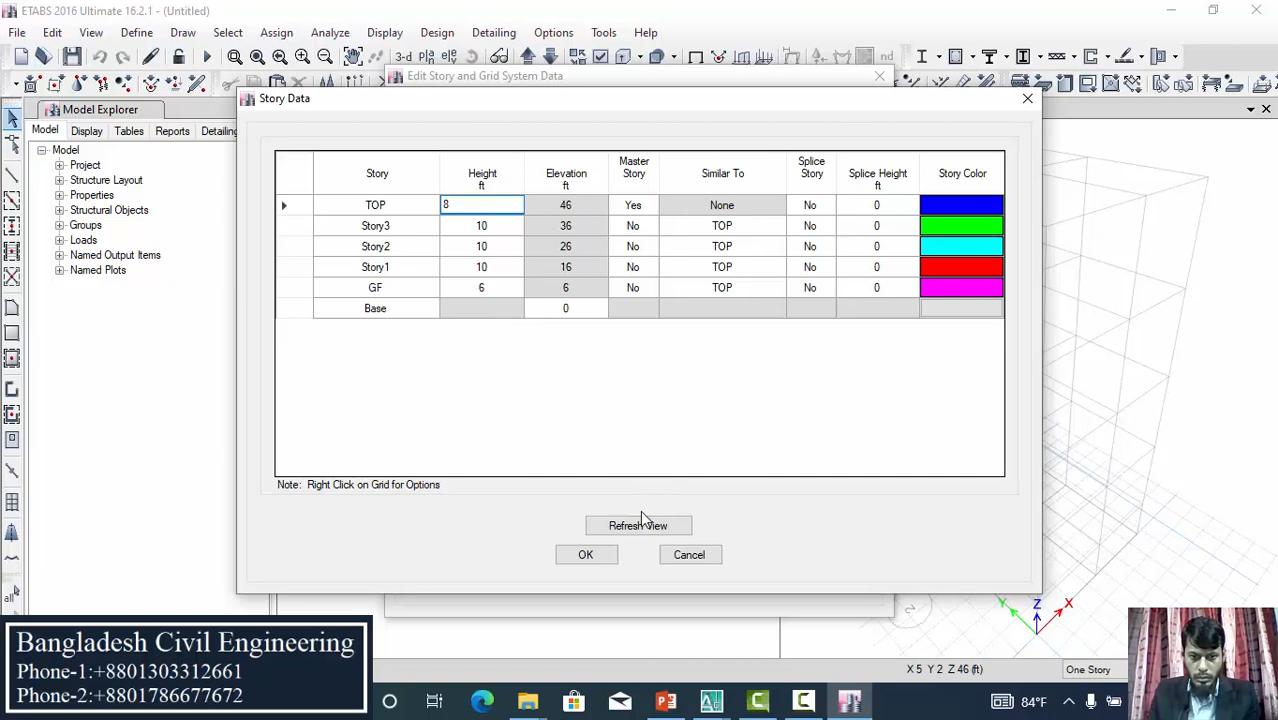 ETABS 2016 Ultimate 16.2.1 - (Untitled)
File Edit View Define Draw Select Assign Analyze Display Design Detailing Options Tools Help
3-d
Edit Story and Grid System Data
Model Explorer
Story Data
Model Display Tables Reports Detailing
Model
Project
Structure Layout
Properties
Structural Objects
Groups
Loads
Named Output Items
Named Plots
Story Height ft Elevation ft Master Story Similar To Splice Story Splice Height ft Story Color
TOP 8 46 Yes None No 0
Story3 10 36 No TOP No 0
Story2 10 26 No TOP No 0
Story1 10 16 No TOP No 0
GF 6 6 No TOP No 0
Base 0
Note: Right Click on Grid for Options
Refresh View
OK Cancel
all
Y Z X
Bangladesh Civil Engineering
Phone-1:+8801303312661
Phone-2:+8801786677672
X 5 Y 2 Z 46 (ft) One Story
84°F